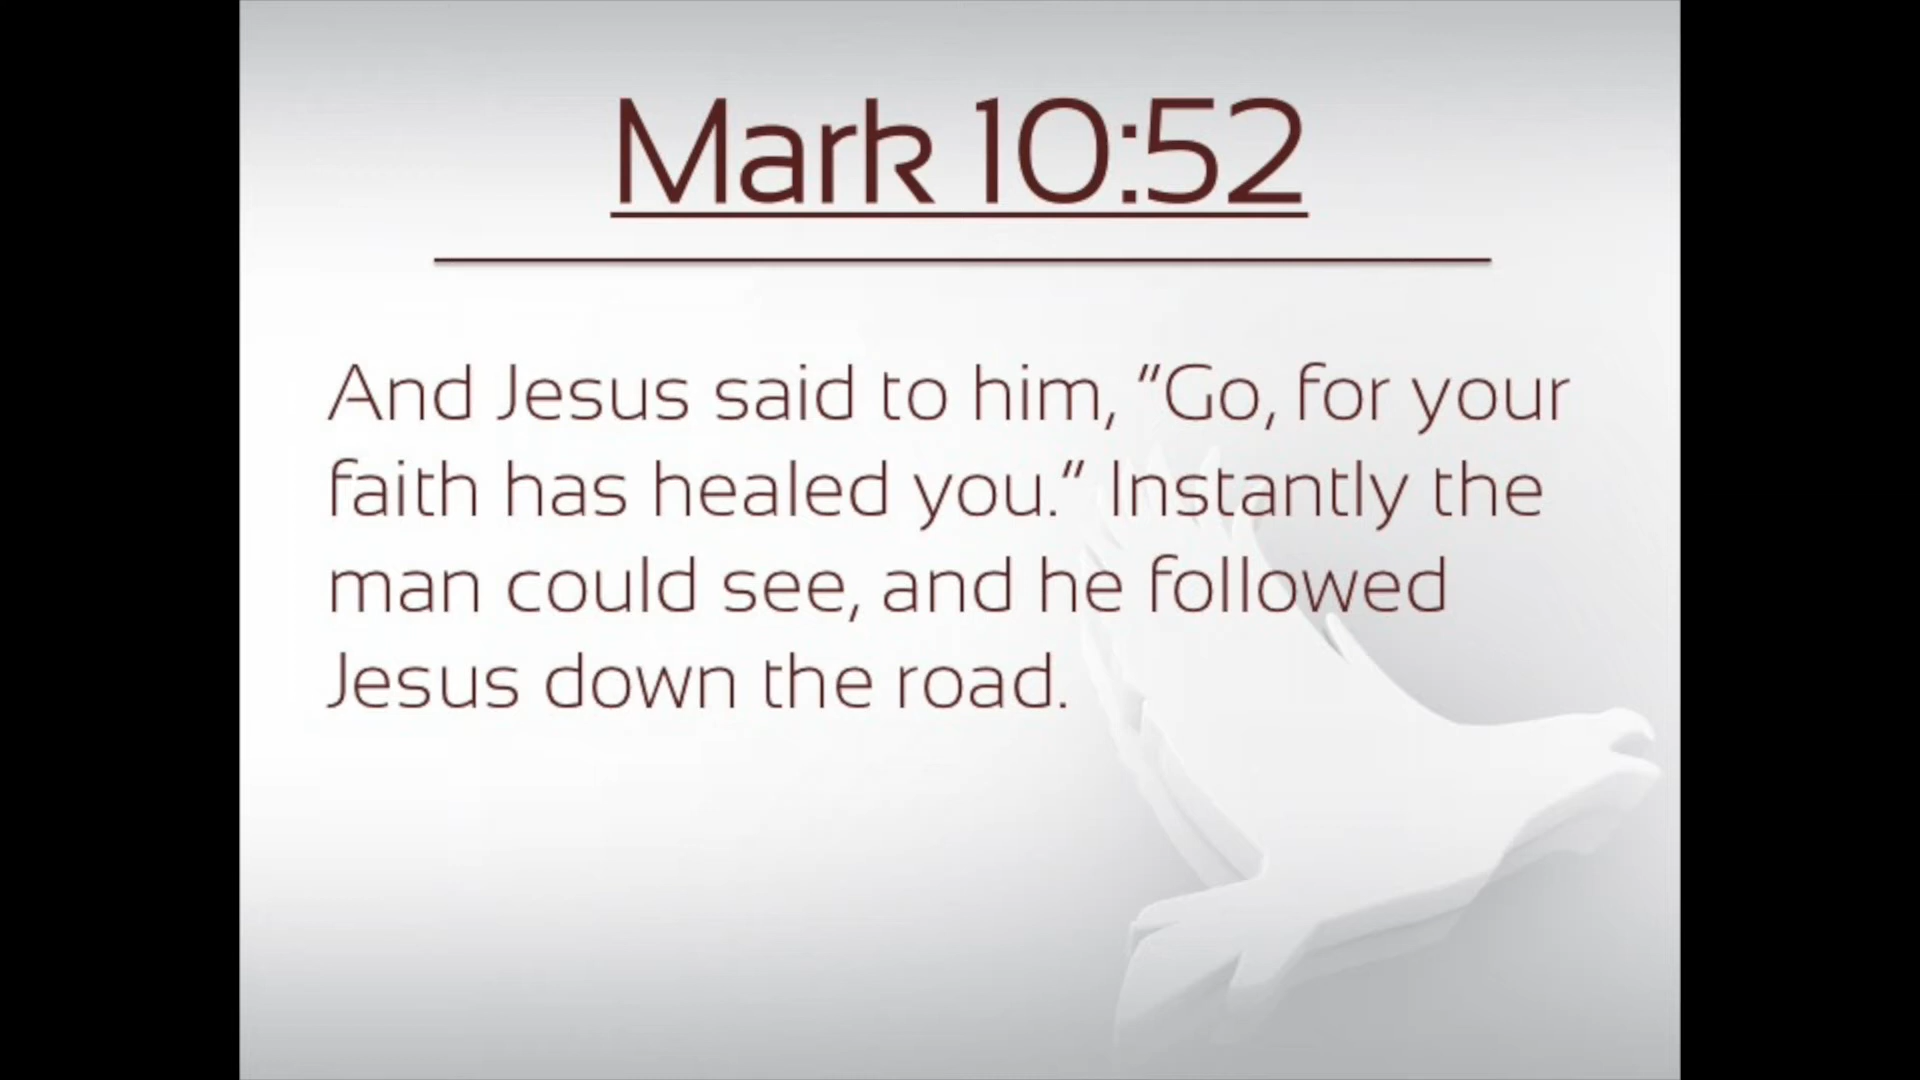 Mark 10:52
And Jesus said to him, “Go, for your
faith has healed you.” Instantly the
man could see, and he followed
Jesus down the road.